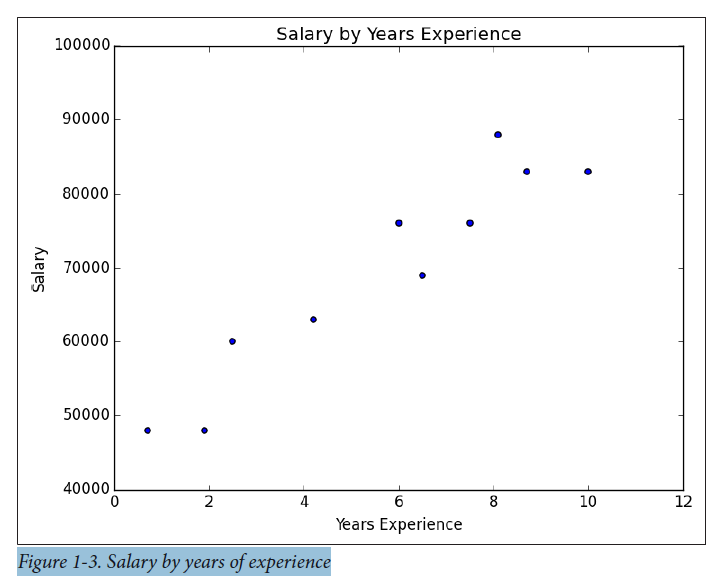 Salary by Years Experience
100000
90000
80000
70000
60000
50000
40000
Salary
0 2 4 6 8 10 12
Years Experience
Figure 1-3. Salary by years of experience